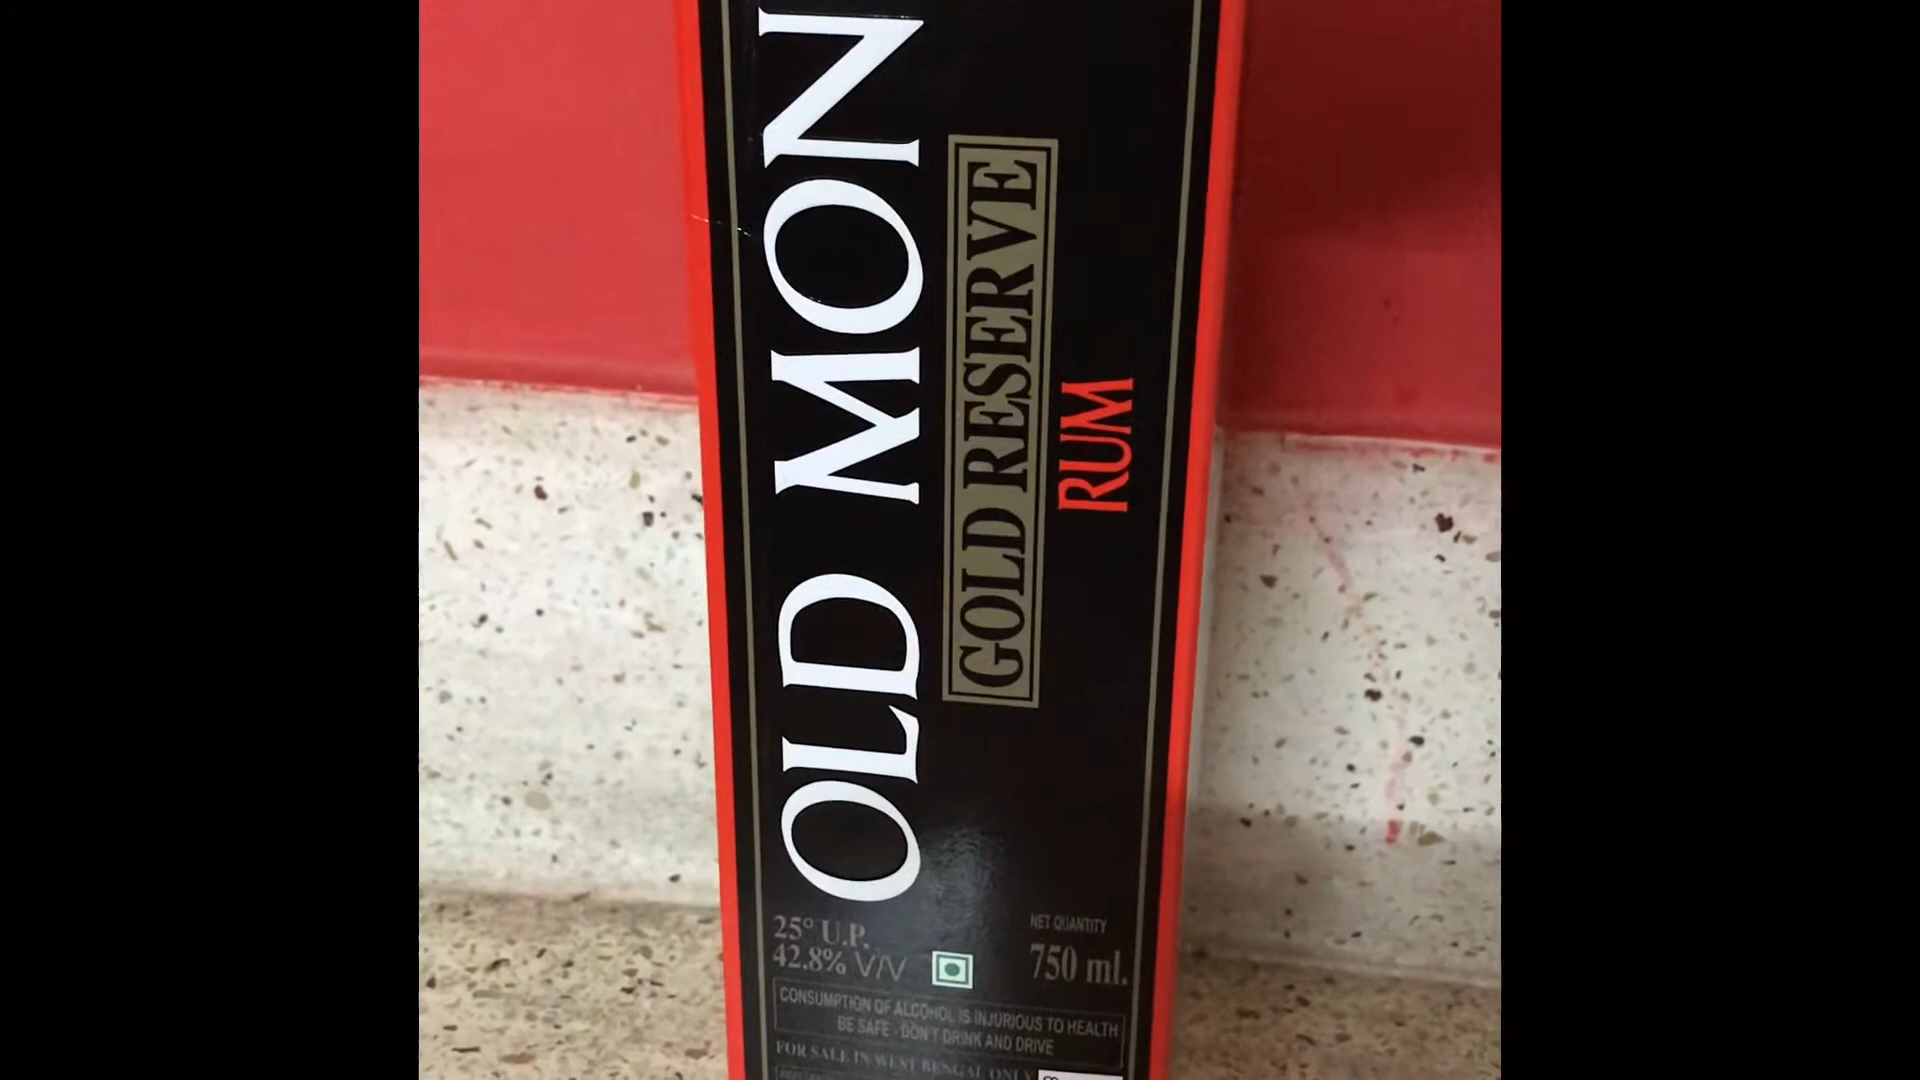 OLD MON
GOLD RESERVE
RUM
25° U.P.
42.8% V/V
NET QUANTITY
750 ml.
CONSUMPTION OF ALCOHOL IS INJURIOUS TO HEALTH
BE SAFE - DON'T DRINK AND DRIVE
FOR SALE IN WEST BENGAL ONLY